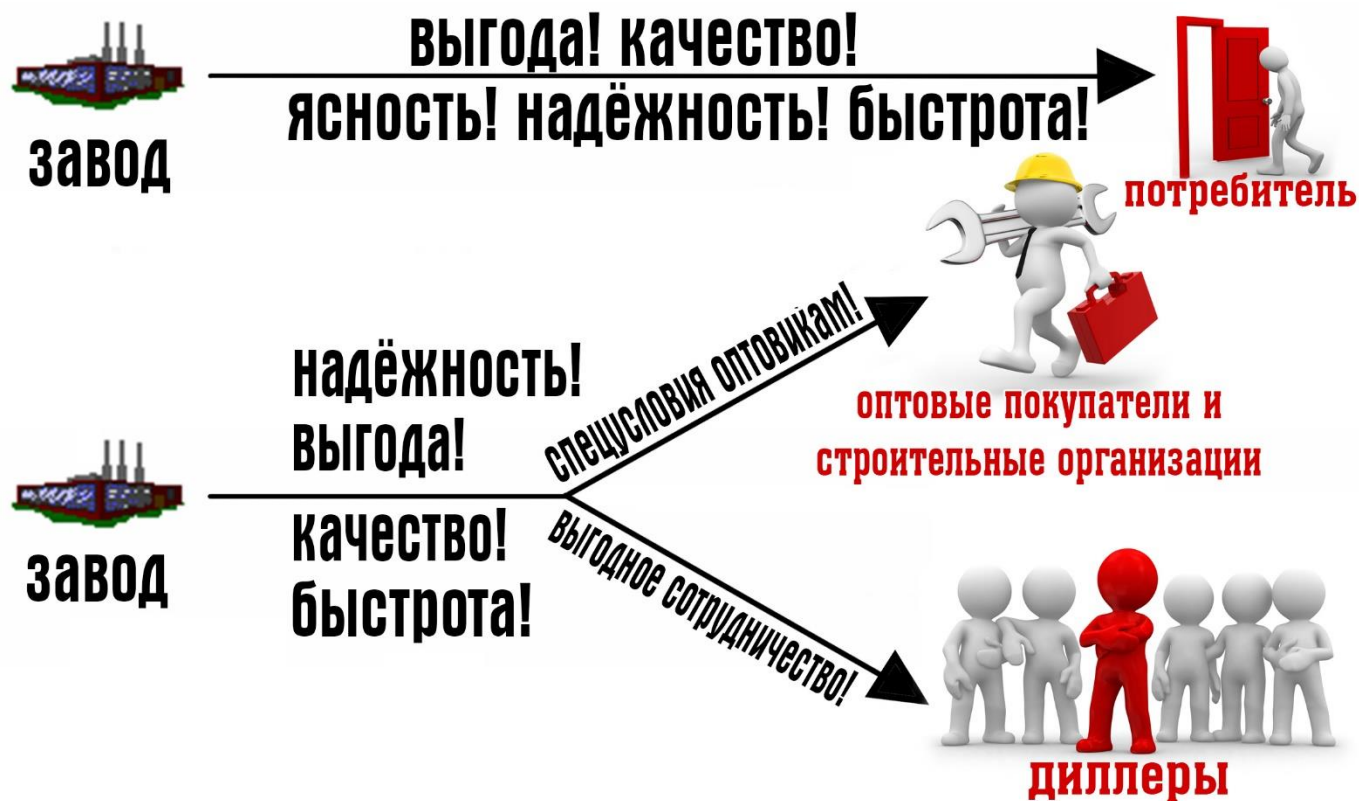 выгода! качество!
ясность! надёжность! быстрота!
завод
потребитель
надёжность!
выгода!
качество!
быстрота!
завод
спецусловия оптовикам!
оптовые покупатели и
строительные организации
выгодное сотрудничество!
диллеры